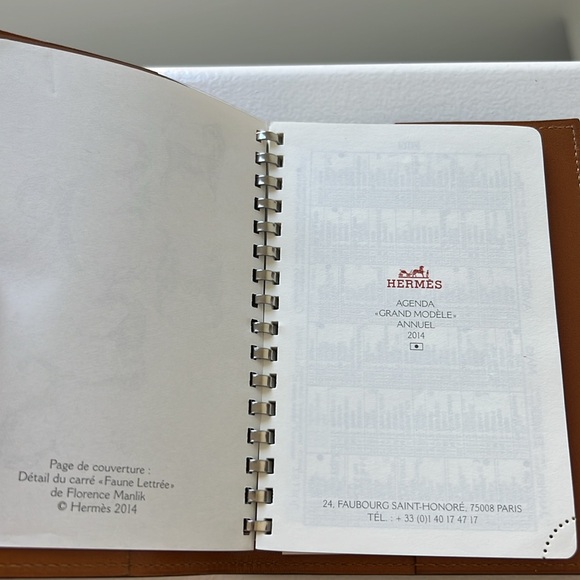 Page de couverture :
Détail du carré «Faune Lettrée»
de Florence Manlik
© Hermès 2014
HERMÈS
AGENDA
«GRAND MODÈLE»
ANNUEL
2014
24, FAUBOURG SAINT-HONORÉ, 75008 PARIS
TÉL. : + 33 (0)1 40 17 47 17